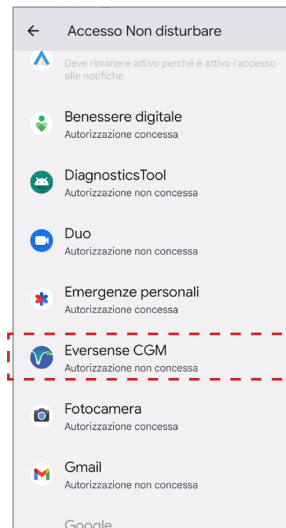 Accesso Non disturbare
Deve rimanere attivo perché è attivo l'accesso
alle notifiche
Benessere digitale
Autorizzazione concessa
DiagnosticsTool
Autorizzazione non concessa
Duo
Autorizzazione non concessa
Emergenze personali
Autorizzazione concessa
Eversense CGM
Autorizzazione non concessa
Fotocamera
Autorizzazione concessa
Gmail
Autorizzazione non concessa
Google